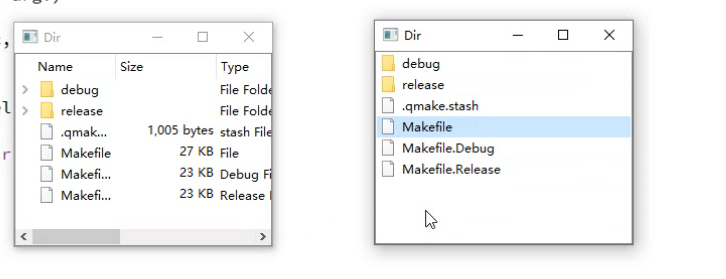 Dir
Name Size Type
debug File Folde
release File Folde
.qmak... 1,005 bytes stash File
Makefile 27 KB File
Makefi... 23 KB Debug Fi
Makefi... 23 KB Release
Dir
debug
release
.qmake.stash
Makefile
Makefile.Debug
Makefile.Release